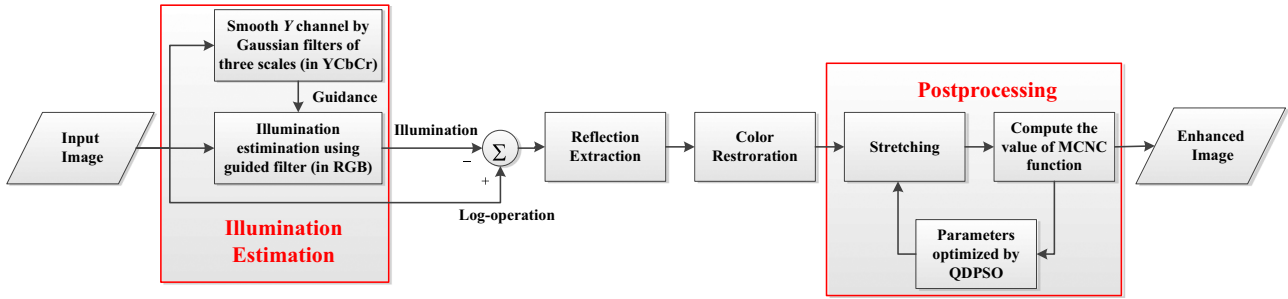 Input
Image
Smooth Y channel by
Gaussian filters of
three scales (in YCbCr)
Guidance
Illumination
estimination using
guided filter (in RGB)
Illumination
Estimation
Illumination
−
Σ
+
Log-operation
Reflection
Extraction
Color
Restroration
Postprocessing
Stretching
Compute the
value of MCNC
function
Parameters
optimized by
QDPSO
Enhanced
Image